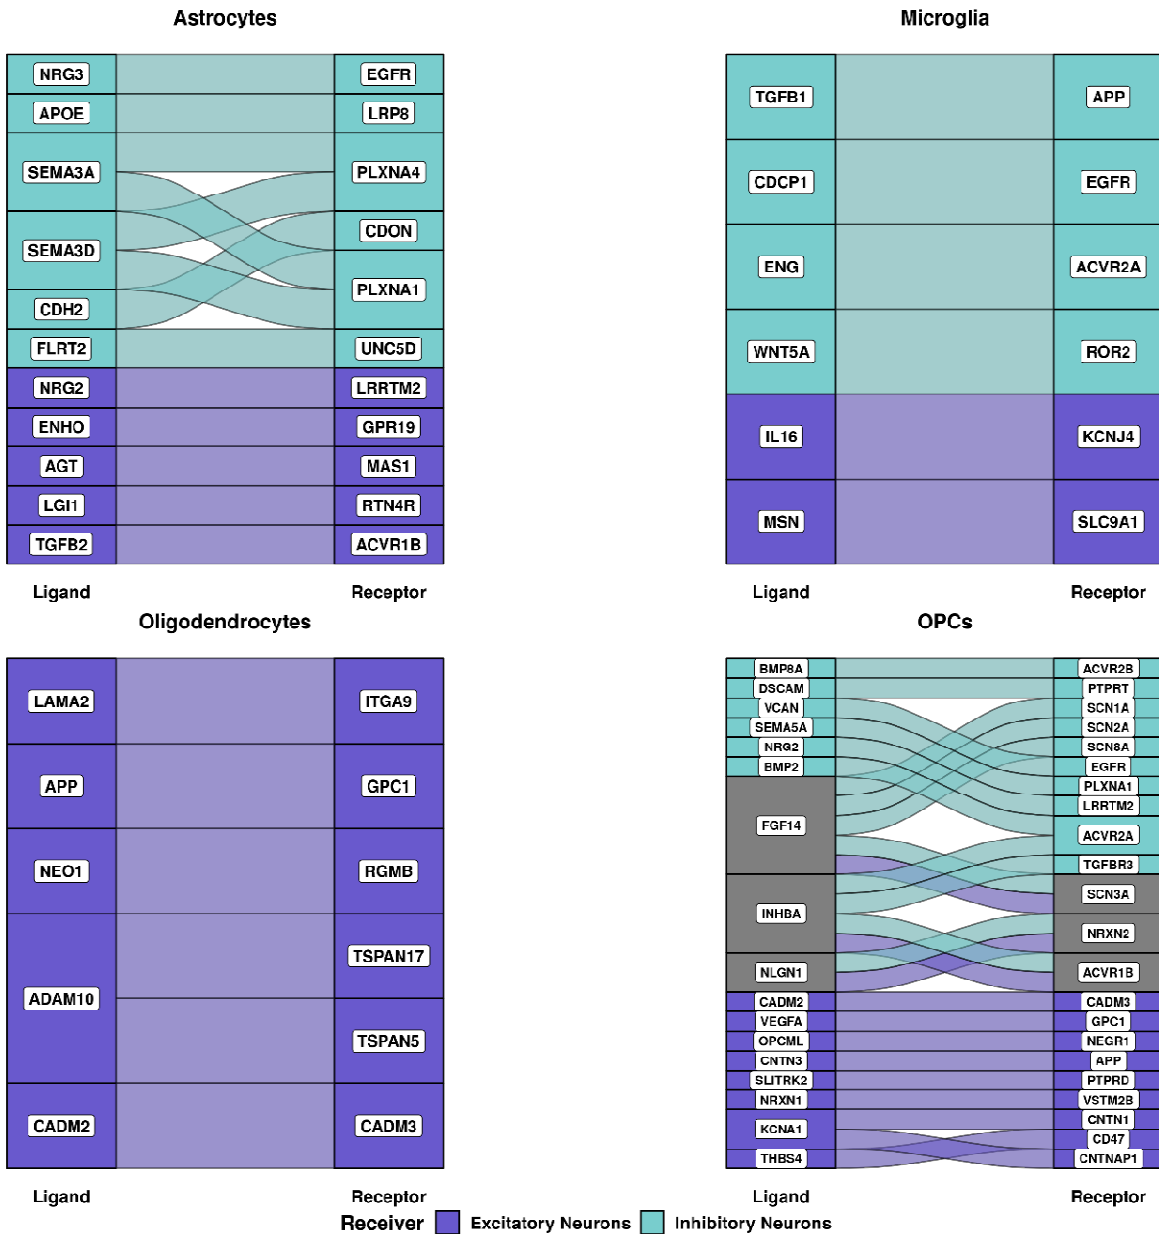 Astrocytes
NRG3
APOE
SEMA3A
SEMA3D
CDH2
FLRT2
NRG2
ENHO
AGT
LGI1
TGFB2
EGFR
LRP8
PLXNA4
CDON
PLXNA1
UNC5D
LRRTM2
GPR19
MAS1
RTN4R
ACVR1B
Ligand
Receptor
Microglia
TGFB1
CDCP1
ENG
WNT5A
IL16
MSN
APP
EGFR
ACVR2A
ROR2
KCNJ4
SLC9A1
Ligand
Receptor
Oligodendrocytes
LAMA2
APP
NEO1
ADAM10
CADM2
ITGA9
GPC1
RGMB
TSPAN17
TSPAN5
CADM3
Ligand
Receptor
OPCs
BMP8A
DSCAM
VCAN
SEMA5A
NRG2
BMP2
FGF14
INHBA
NLGN1
CADM2
VEGFA
OPCML
CNTN3
SLITRK2
NRXN1
KCNA1
THBS4
ACVR2B
PTPRT
SCN1A
SCN2A
SCN8A
EGFR
PLXNA1
LRRTM2
ACVR2A
TGFBR3
SCN3A
NRXN2
ACVR1B
CADM3
GPC1
NEGR1
APP
PTPRD
VSTM2B
CNTN1
CD47
CNTNAP1
Ligand
Receptor
Receiver Excitatory Neurons Inhibitory Neurons